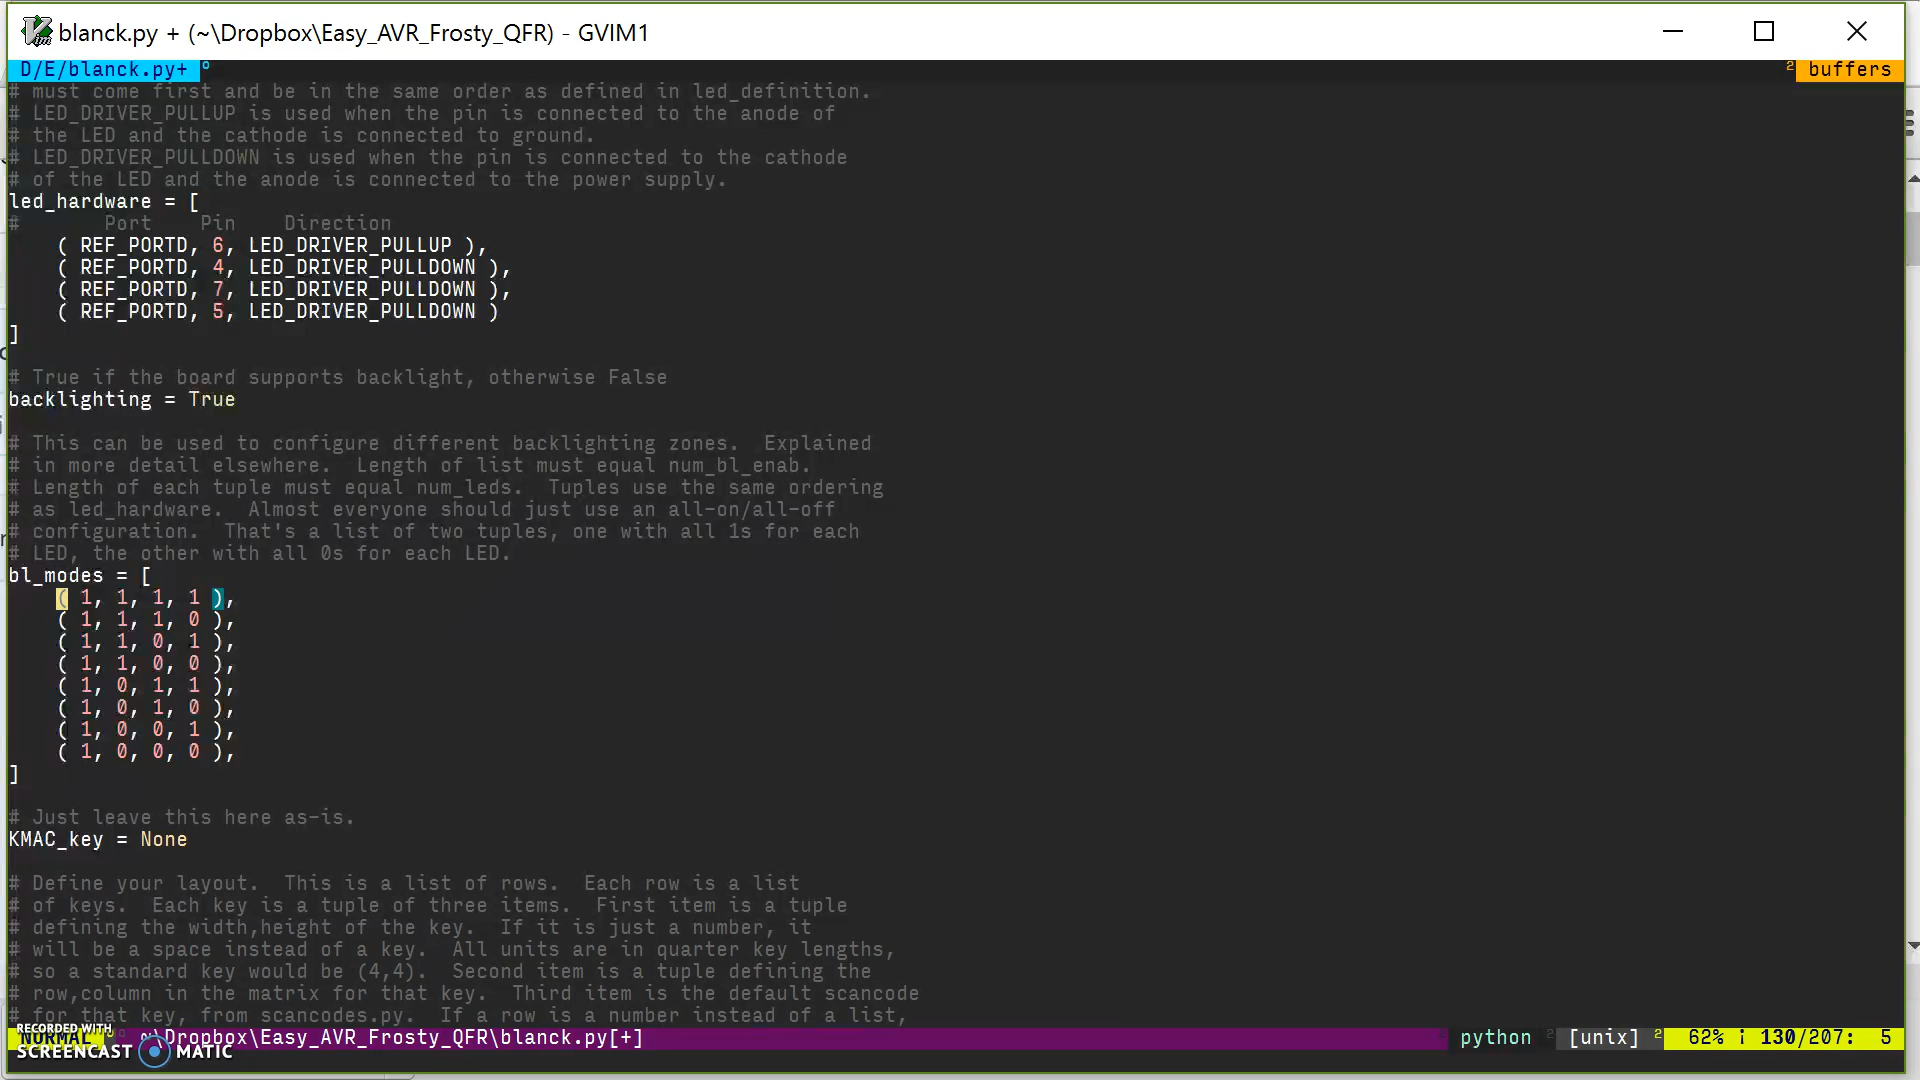 blanck.py + (~\Dropbox\Easy_AVR_Frosty_QFR) - GVIM1
D/E/blanck.py+
2 buffers
# must come first and be in the same order as defined in led_definition.
# LED_DRIVER_PULLUP is used when the pin is connected to the anode of
# the LED and the cathode is connected to ground.
# LED_DRIVER_PULLDOWN is used when the pin is connected to the cathode
# of the LED and the anode is connected to the power supply.
led_hardware = [
#       Port    Pin    Direction
    ( REF_PORTD, 6, LED_DRIVER_PULLUP ),
    ( REF_PORTD, 4, LED_DRIVER_PULLDOWN ),
    ( REF_PORTD, 7, LED_DRIVER_PULLDOWN ),
    ( REF_PORTD, 5, LED_DRIVER_PULLDOWN )
]
# True if the board supports backlight, otherwise False
backlighting = True
# This can be used to configure different backlighting zones.  Explained
# in more detail elsewhere.  Length of list must equal num_bl_enab.
# Length of each tuple must equal num_leds.  Tuples use the same ordering
# as led_hardware.  Almost everyone should just use an all-on/all-off
# configuration.  That's a list of two tuples, one with all 1s for each
# LED, the other with all 0s for each LED.
bl_modes = [
    ( 1, 1, 1, 1 ),
    ( 1, 1, 1, 0 ),
    ( 1, 1, 0, 1 ),
    ( 1, 1, 0, 0 ),
    ( 1, 0, 1, 1 ),
    ( 1, 0, 1, 0 ),
    ( 1, 0, 0, 1 ),
    ( 1, 0, 0, 0 ),
]
# Just leave this here as-is.
KMAC_key = None
# Define your layout.  This is a list of rows.  Each row is a list
# of keys.  Each key is a tuple of three items.  First item is a tuple
# defining the width,height of the key.  If it is just a number, it
# will be a space instead of a key.  All units are in quarter key lengths,
# so a standard key would be (4,4).  Second item is a tuple defining the
# row,column in the matrix for that key.  Third item is the default scancode
# for that key, from scancodes.py.  If a row is a number instead of a list,
NORMAL ~\Dropbox\Easy_AVR_Frosty_QFR\blanck.py[+] python 2 [unix] 2 62% ¦ 130/207: 5
RECORDED WITH
SCREENCAST MATIC